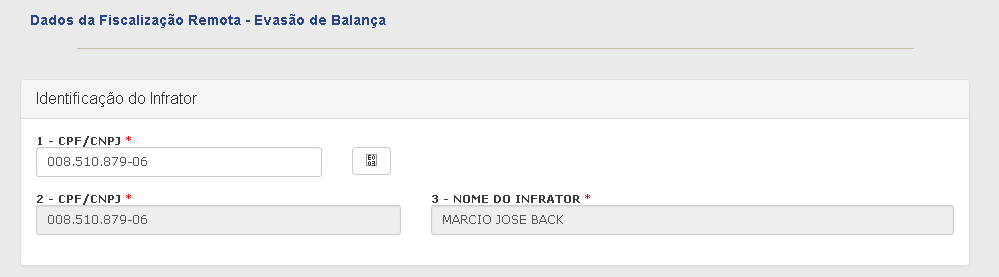 Dados da Fiscalização Remota - Evasão de Balança
Identificação do Infrator
1 - CPF/CNPJ *
008.510.879-06
2 - CPF/CNPJ *
3 - NOME DO INFRATOR *
008.510.879-06
MARCIO JOSE BACK